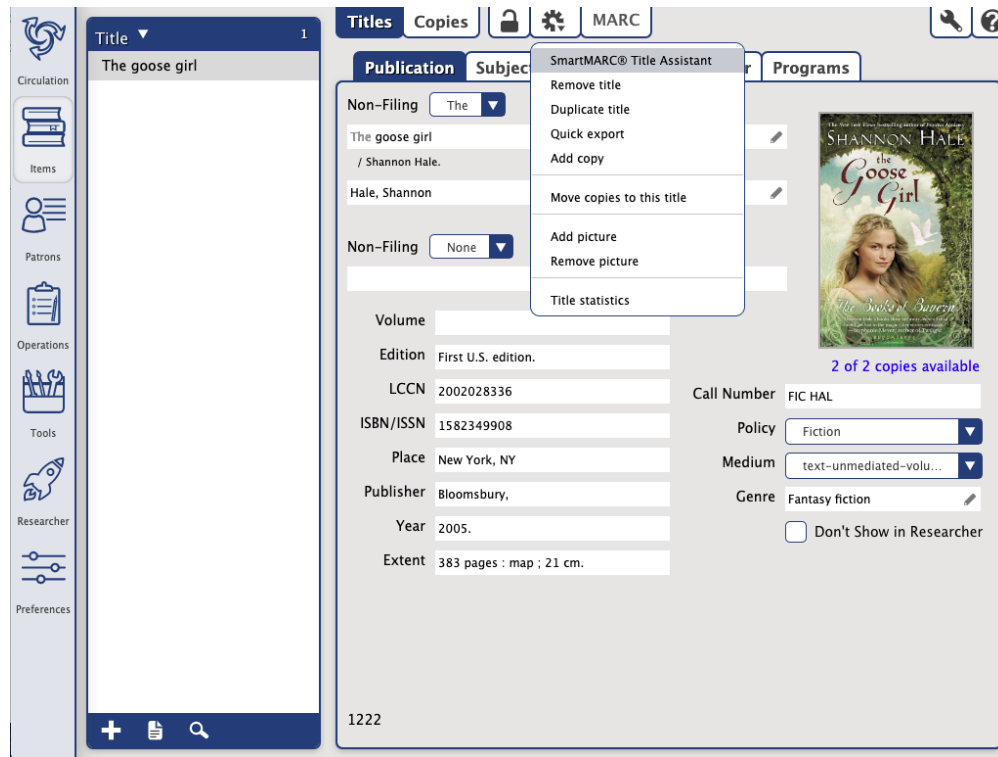 Circulation
Items
Patrons
Operations
Tools
Researcher
Preferences
Title 1
The goose girl
Titles Copies MARC
Publication Subjec r Programs
SmartMARC® Title Assistant
Remove title
Duplicate title
Quick export
Add copy
Move copies to this title
Add picture
Remove picture
Title statistics
Non-Filing The
The goose girl
/ Shannon Hale.
Hale, Shannon
Non-Filing None
Volume
Edition First U.S. edition.
LCCN 2002028336
ISBN/ISSN 1582349908
Place New York, NY
Publisher Bloomsbury,
Year 2005.
Extent 383 pages : map ; 21 cm.
1222
SHANNON HALE
the
Goose
Girl
The Books of Bayern
2 of 2 copies available
Call Number FIC HAL
Policy Fiction
Medium text-unmediated-volu...
Genre Fantasy fiction
Don't Show in Researcher